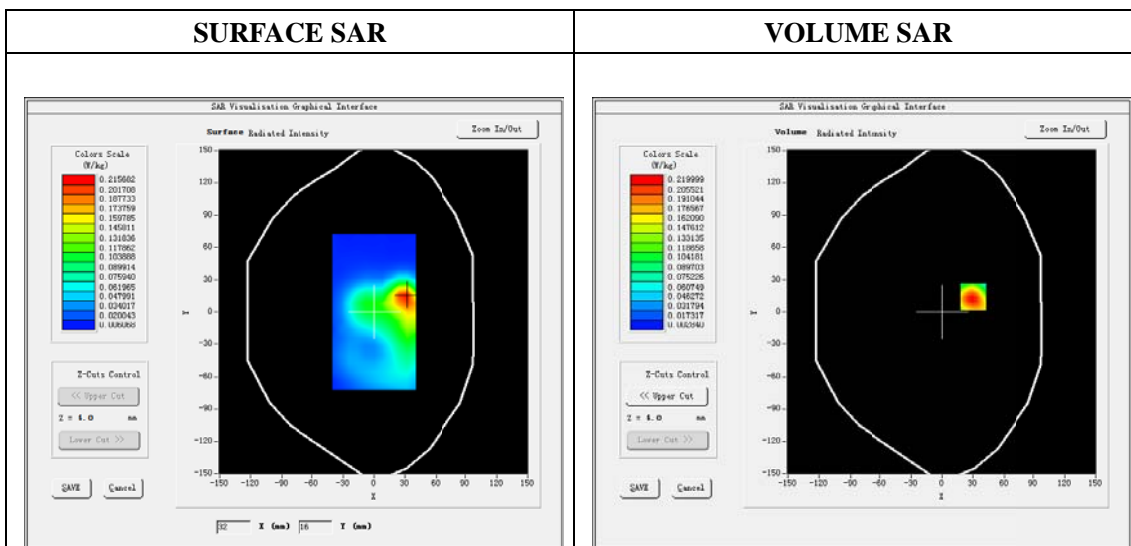 SURFACE SAR
VOLUME SAR
SAR Visualisation Graphical Interface
Surface Radiated Intensity
Zoom In/Out
Colors Scale
(W/kg)
0.215682
0.201708
0.187733
0.173759
0.159785
0.145811
0.131836
0.117862
0.103888
0.089914
0.075940
0.061965
0.047991
0.034017
0.020043
0.006068
Z-Cuts Control
<< Upper Cut
Z = 4.0 mm
Lower Cut >>
SAVE
Cancel
150
120
90
60
30
0
-30
-60
-90
-120
-150
Y
-150 -120 -90 -60 -30 0 30 60 90 120 150
X
32 X (mm) 16 Y (mm)
SAR Visualisation Graphical Interface
Volume Radiated Intensity
Zoom In/Out
Colors Scale
(W/kg)
0.219999
0.205521
0.191044
0.176567
0.162090
0.147612
0.133135
0.118658
0.104181
0.089703
0.075226
0.060749
0.046272
0.031794
0.017317
0.002840
Z-Cuts Control
<< Upper Cut
Z = 4.0 mm
Lower Cut >>
SAVE
Cancel
150
120
90
60
30
0
-30
-60
-90
-120
-150
Y
-150 -120 -90 -60 -30 0 30 60 90 120 150
X